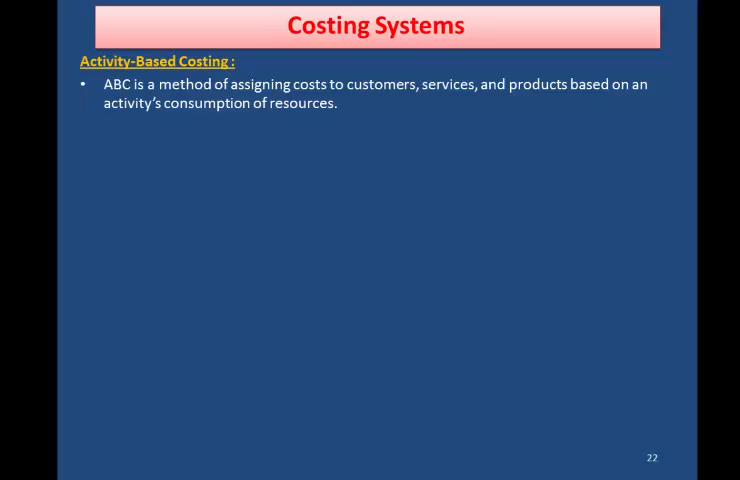 Costing Systems
Activity-Based Costing :
• ABC is a method of assigning costs to customers, services, and products based on an
activity’s consumption of resources.
22